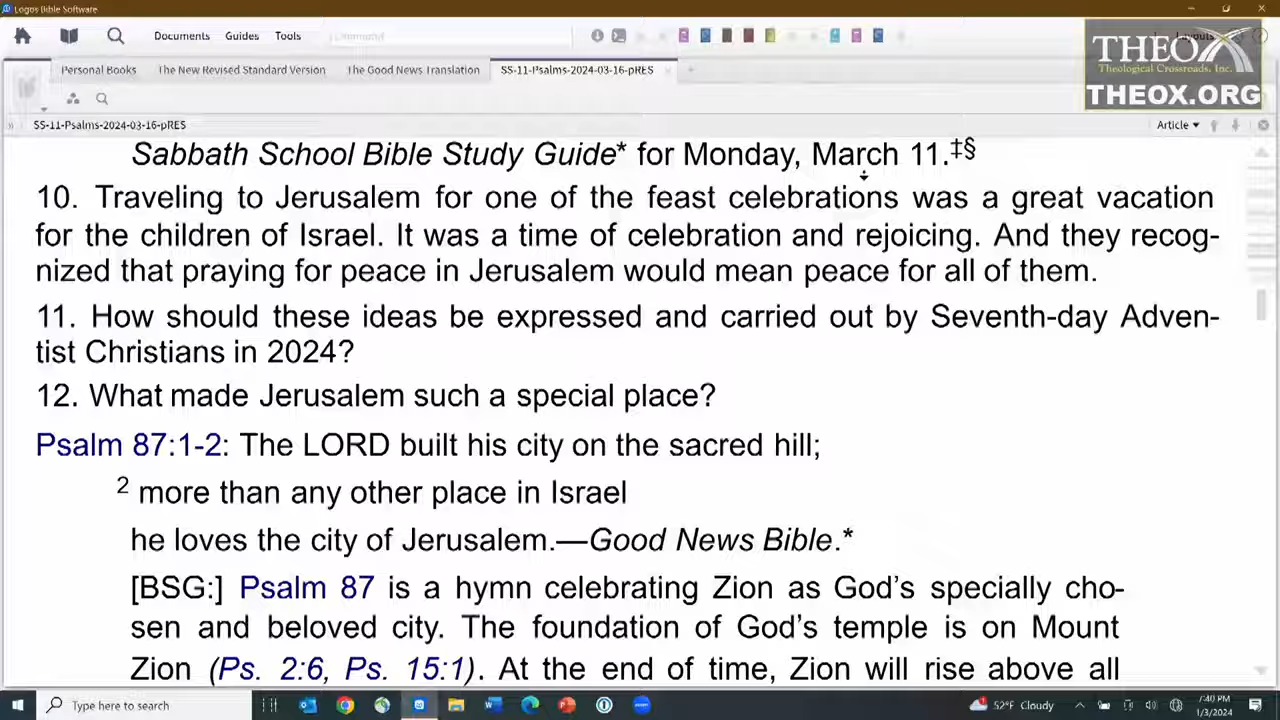 Logos Bible Software
Documents Guides Tools Command Layouts
THEOX
Theological Crossroads, Inc.
THEOX.ORG
Personal Books The New Revised Standard Version The Good News SS-11-Psalms-2024-03-16-pRES
SS-11-Psalms-2024-03-16-pRES Article
Sabbath School Bible Study Guide* for Monday, March 11.‡§
10. Traveling to Jerusalem for one of the feast celebrations was a great vacation
for the children of Israel. It was a time of celebration and rejoicing. And they recog-
nized that praying for peace in Jerusalem would mean peace for all of them.
11. How should these ideas be expressed and carried out by Seventh-day Adven-
tist Christians in 2024?
12. What made Jerusalem such a special place?
Psalm 87:1-2: The LORD built his city on the sacred hill;
2 more than any other place in Israel
he loves the city of Jerusalem.—Good News Bible.*
[BSG:] Psalm 87 is a hymn celebrating Zion as God's specially cho-
sen and beloved city. The foundation of God's temple is on Mount
Zion (Ps. 2:6, Ps. 15:1). At the end of time, Zion will rise above all
Type here to search
52°F Cloudy
7:40 PM
1/3/2024